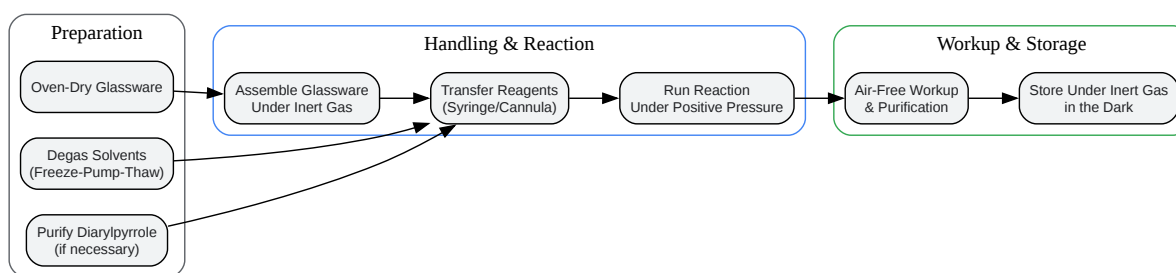 Preparation
Oven-Dry Glassware
Degas Solvents
(Freeze-Pump-Thaw)
Purify Diarylpyrrole
(if necessary)
Handling & Reaction
Assemble Glassware
Under Inert Gas
Transfer Reagents
(Syringe/Cannula)
Run Reaction
Under Positive Pressure
Workup & Storage
Air-Free Workup
& Purification
Store Under Inert Gas
in the Dark